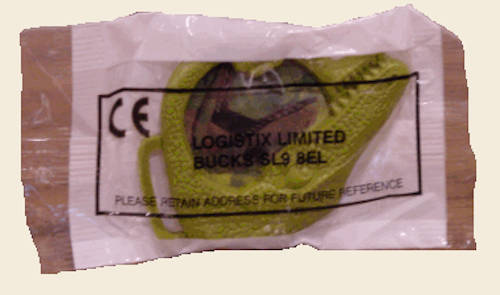 CE
LOGISTIX LIMITED
BUCKS SL9 8EL
PLEASE RETAIN ADDRESS FOR FUTURE REFERENCE